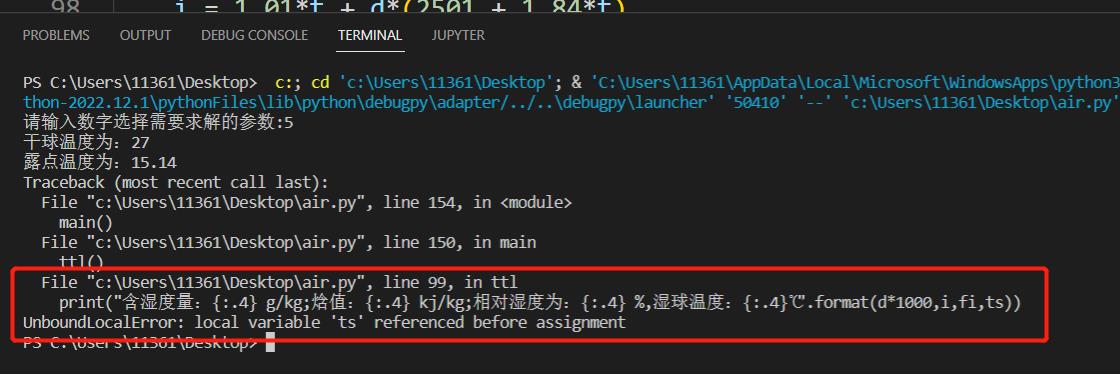 98 i = 1.01*t + d*(2501 + 1.84*t)
PROBLEMS OUTPUT DEBUG CONSOLE TERMINAL JUPYTER
PS C:\Users\11361\Desktop> c:; cd 'c:\Users\11361\Desktop'; & 'C:\Users\11361\AppData\Local\Microsoft\WindowsApps\python3
thon-2022.12.1\pythonFiles\lib\python\debugpy\adapter/../..\debugpy\launcher' '50410' '--' 'c:\Users\11361\Desktop\air.py'
请输入数字选择需要求解的参数:5
干球温度为：27
露点温度为：15.14
Traceback (most recent call last):
File "c:\Users\11361\Desktop\air.py", line 154, in <module>
main()
File "c:\Users\11361\Desktop\air.py", line 150, in main
ttl()
File "c:\Users\11361\Desktop\air.py", line 99, in ttl
print("含湿度量：{:.4} g/kg;焓值：{:.4} kj/kg;相对湿度为：{:.4} %,湿球温度：{:.4}℃".format(d*1000,i,fi,ts))
UnboundLocalError: local variable 'ts' referenced before assignment
PS C:\Users\11361\Desktop>